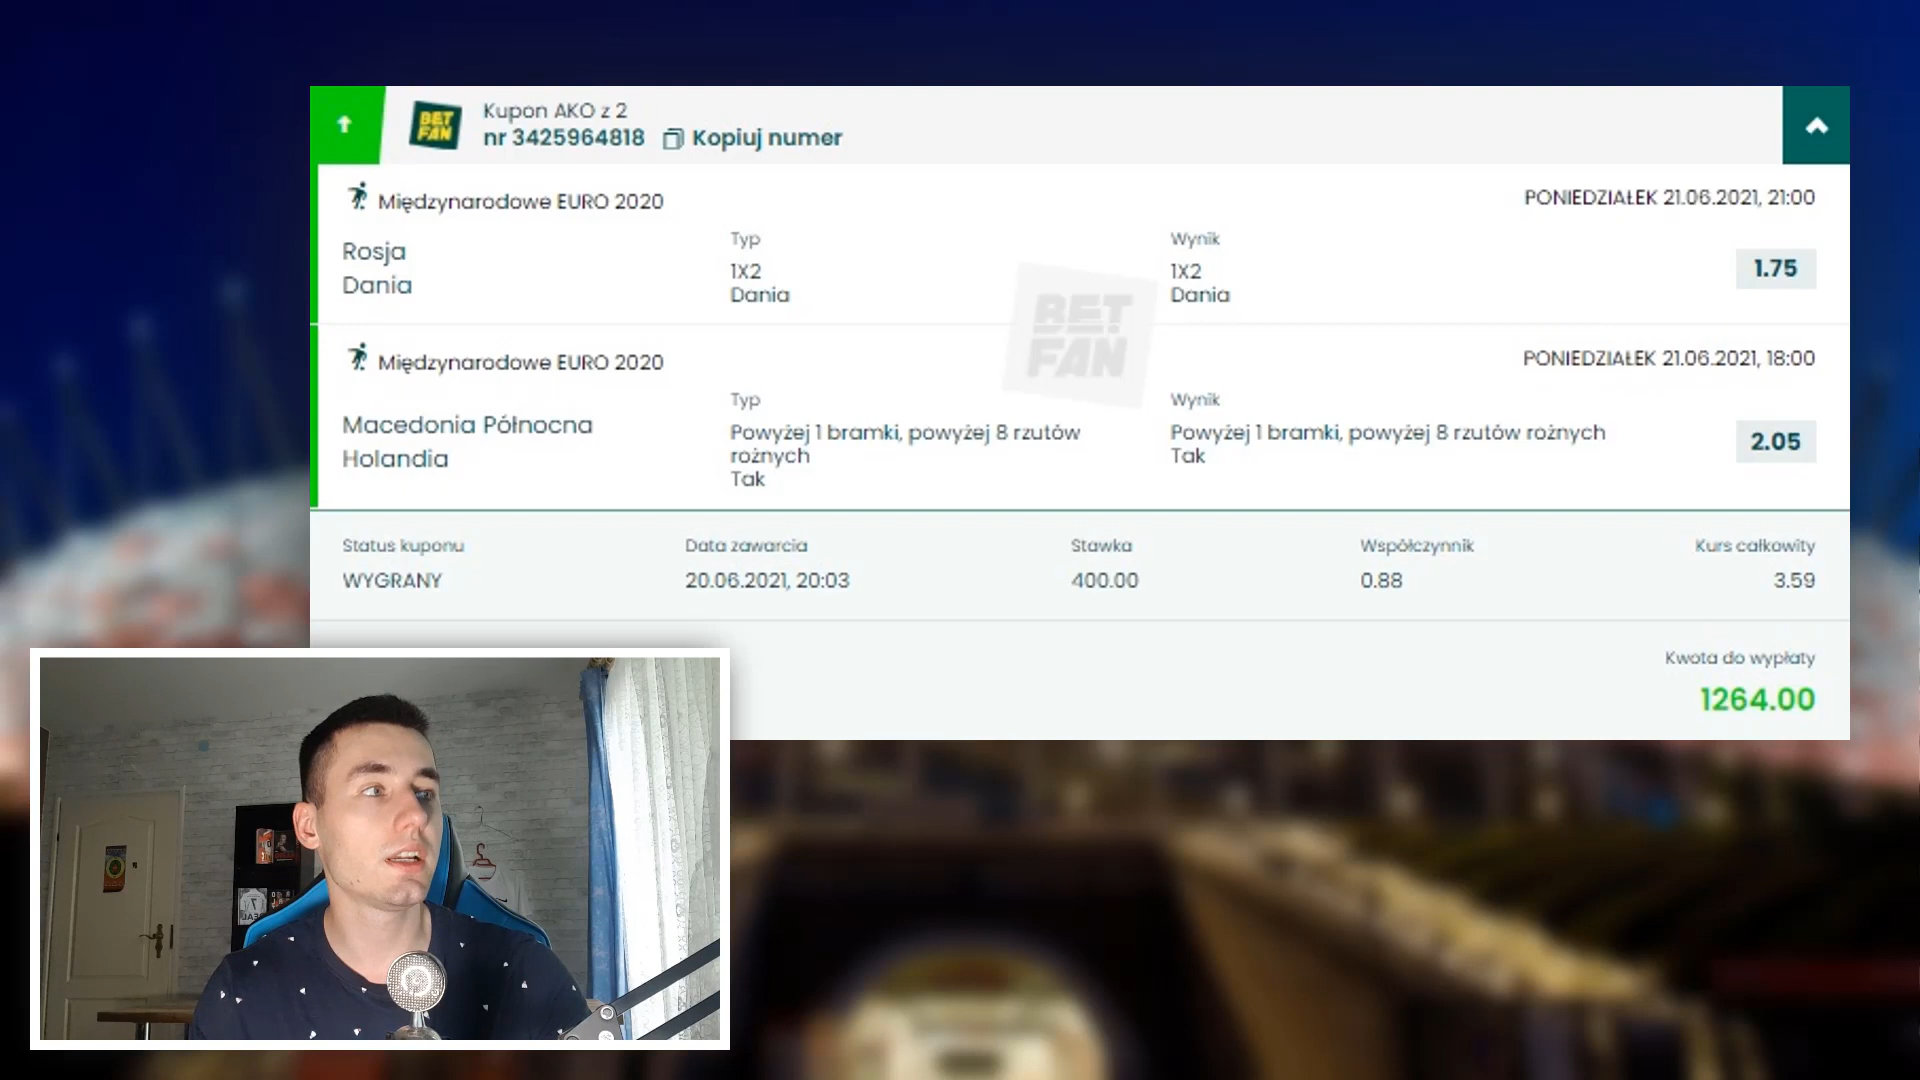 BET FAN
Kupon AKO z 2
nr 3425964818 Kopiuj numer
Międzynarodowe EURO 2020
PONIEDZIAŁEK 21.06.2021, 21:00
Rosja
Dania
Typ
1X2
Dania
Wynik
1X2
Dania
1.75
BET FAN
Międzynarodowe EURO 2020
PONIEDZIAŁEK 21.06.2021, 18:00
Macedonia Północna
Holandia
Typ
Powyżej 1 bramki, powyżej 8 rzutów
rożnych
Tak
Wynik
Powyżej 1 bramki, powyżej 8 rzutów rożnych
Tak
2.05
Status kuponu
WYGRANY
Data zawarcia
20.06.2021, 20:03
Stawka
400.00
Współczynnik
0.88
Kurs całkowity
3.59
Kwota do wypłaty
1264.00
7